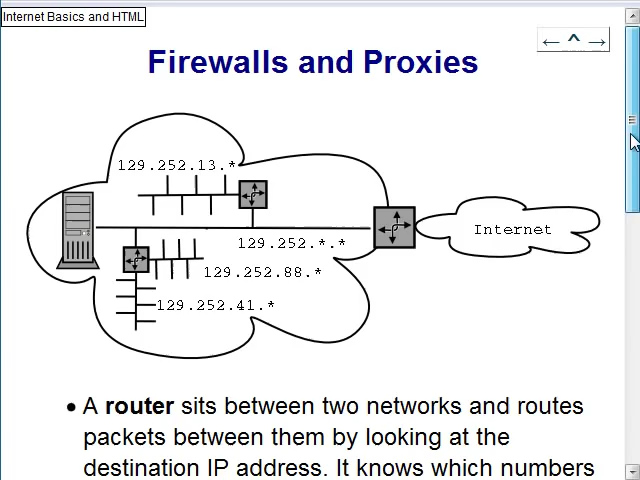 Internet Basics and HTML
← ^ →
Firewalls and Proxies
129.252.13.*
129.252.*.*
Internet
129.252.88.*
129.252.41.*
• A router sits between two networks and routes
packets between them by looking at the
destination IP address. It knows which numbers